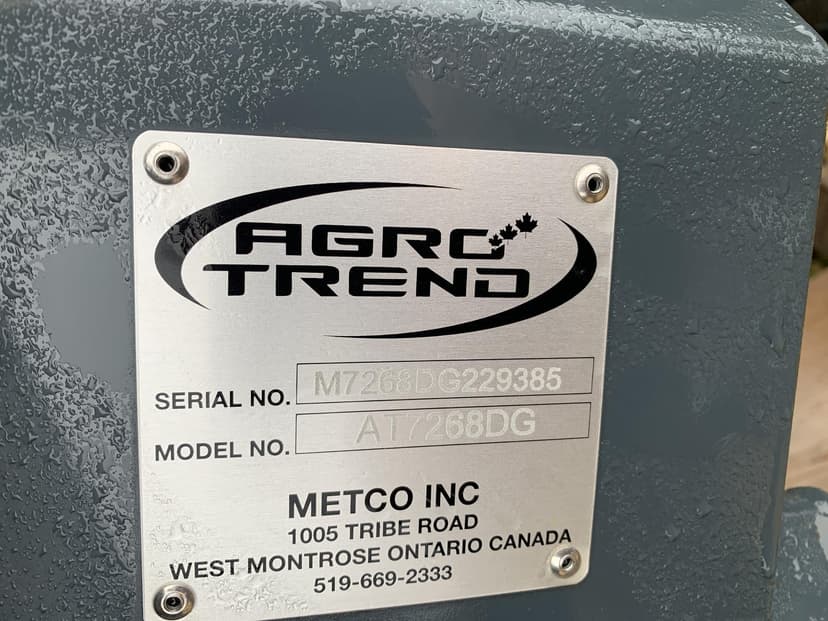 AGRO
TREND
SERIAL NO. M7268DG229385
MODEL NO. AT7268DG
METCO INC
1005 TRIBE ROAD
WEST MONTROSE ONTARIO CANADA
519-669-2333